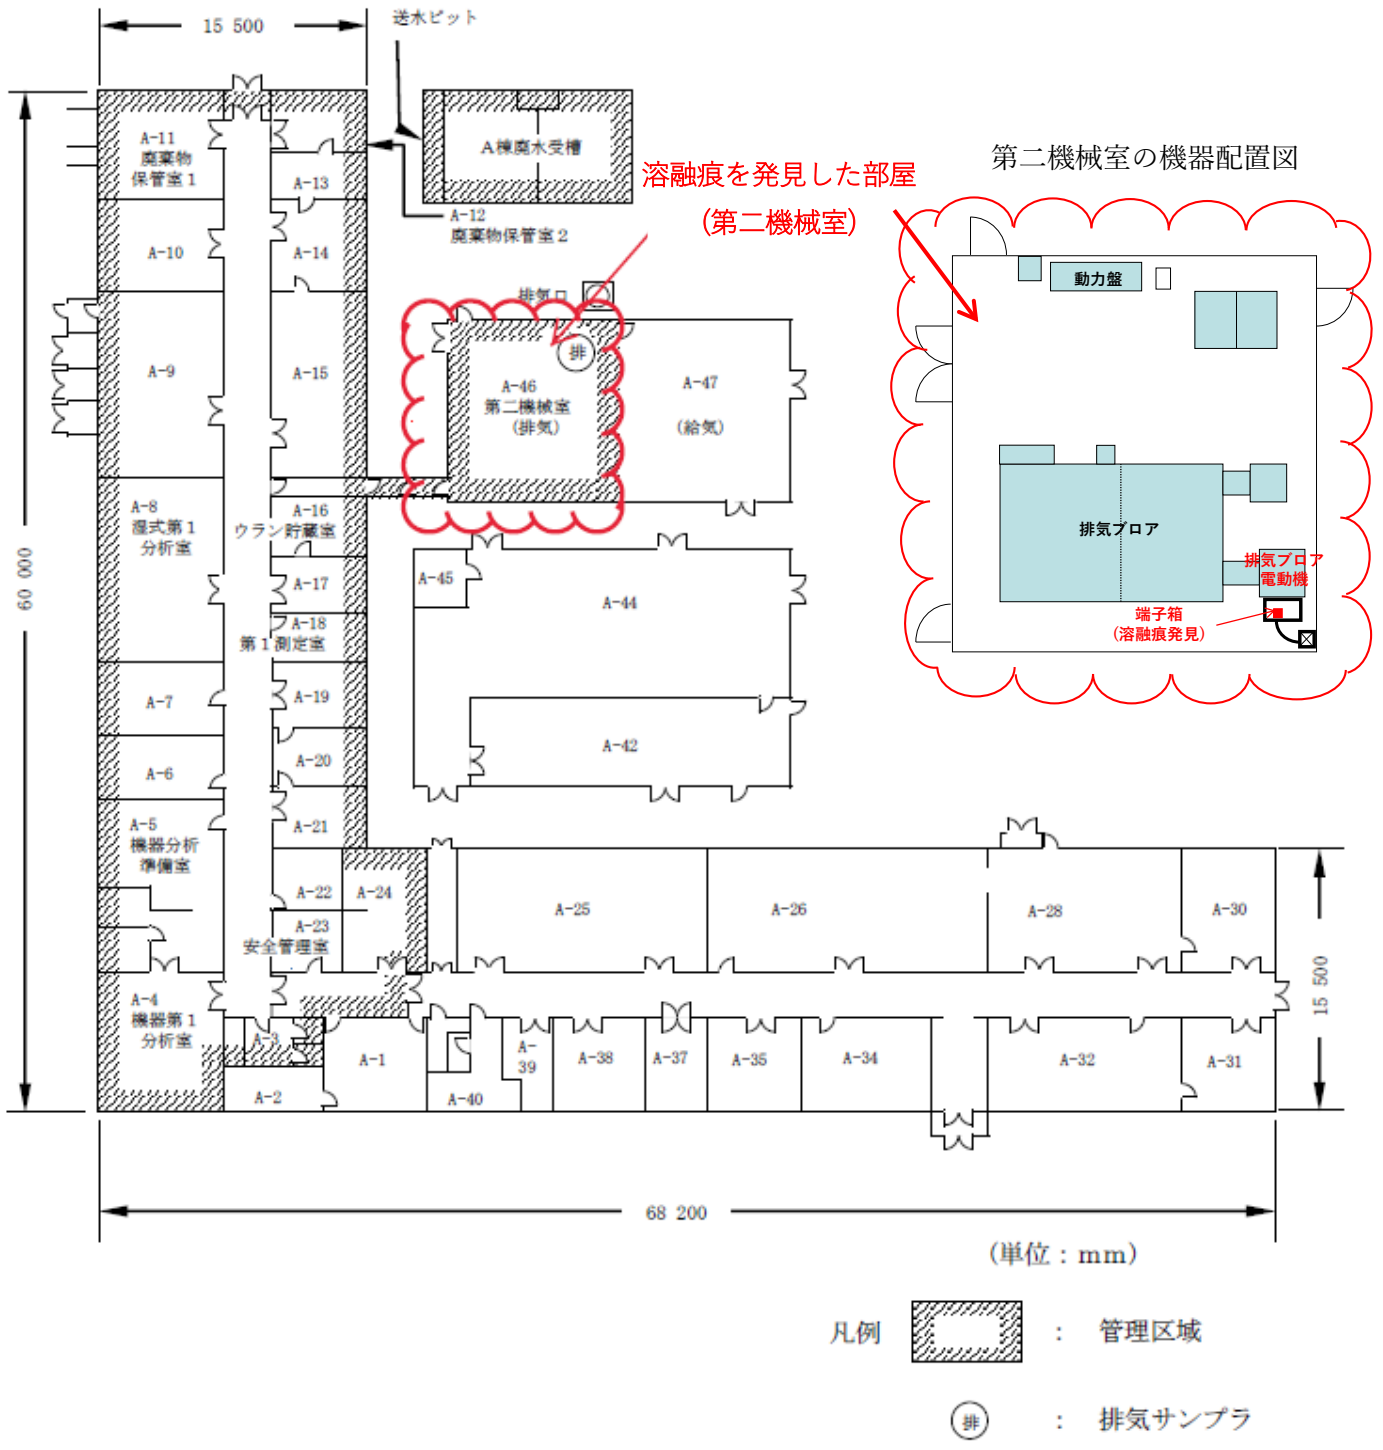 15 500
送水ピット
A-11
廃棄物
保管室1
A棟廃水受槽
溶融痕を発見した部屋
(第二機械室)
第二機械室の機器配置図
A-13
A-12
廃棄物保管室2
A-10
A-14
排気口
動力盤
排
A-9
A-15
A-46
第二機械室
(排気)
A-47
(給気)
A-8
湿式第1
分析室
A-16
ウラン貯蔵室
排気ブロア
排気ブロア
電動機
端子箱
(溶融痕発見)
60 000
A-45
A-17
A-44
A-18
第1測定室
A-7
A-19
A-42
A-6
A-20
A-5
機器分析
準備室
A-21
A-22
A-24
A-25
A-26
A-28
A-30
A-23
安全管理室
15 500
A-4
機器第1
分析室
A-3
A-1
A-
39
A-38
A-37
A-35
A-34
A-32
A-31
A-2
A-40
68 200
(単位:mm)
凡例
: 管理区域
排 : 排気サンプラ